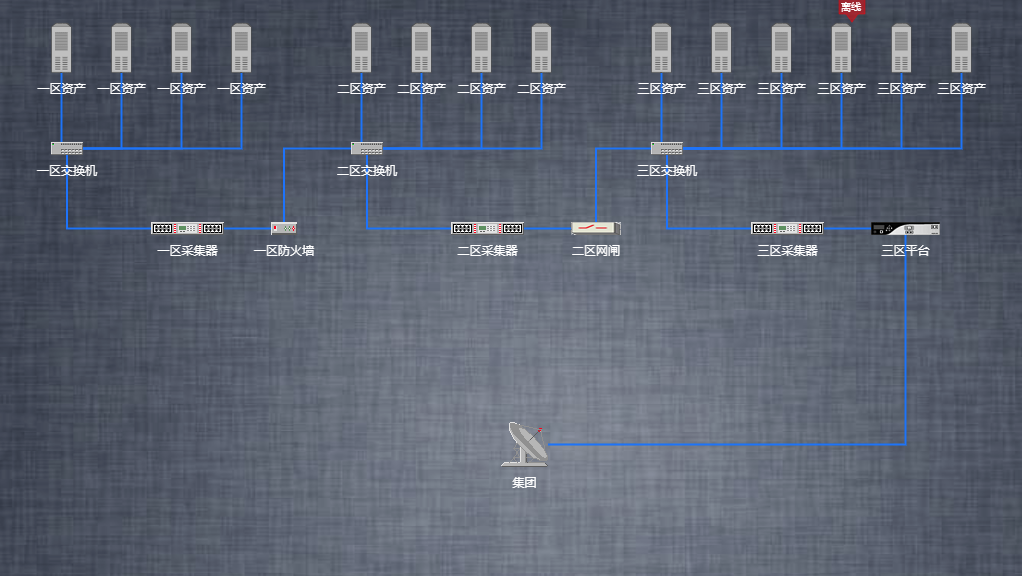 离线
一区资产 一区资产 一区资产 一区资产 二区资产 二区资产 二区资产 二区资产 三区资产 三区资产 三区资产 三区资产 三区资产 三区资产
一区交换机 二区交换机 三区交换机
一区采集器 一区防火墙 二区采集器 二区网闸 三区采集器 三区平台
集团